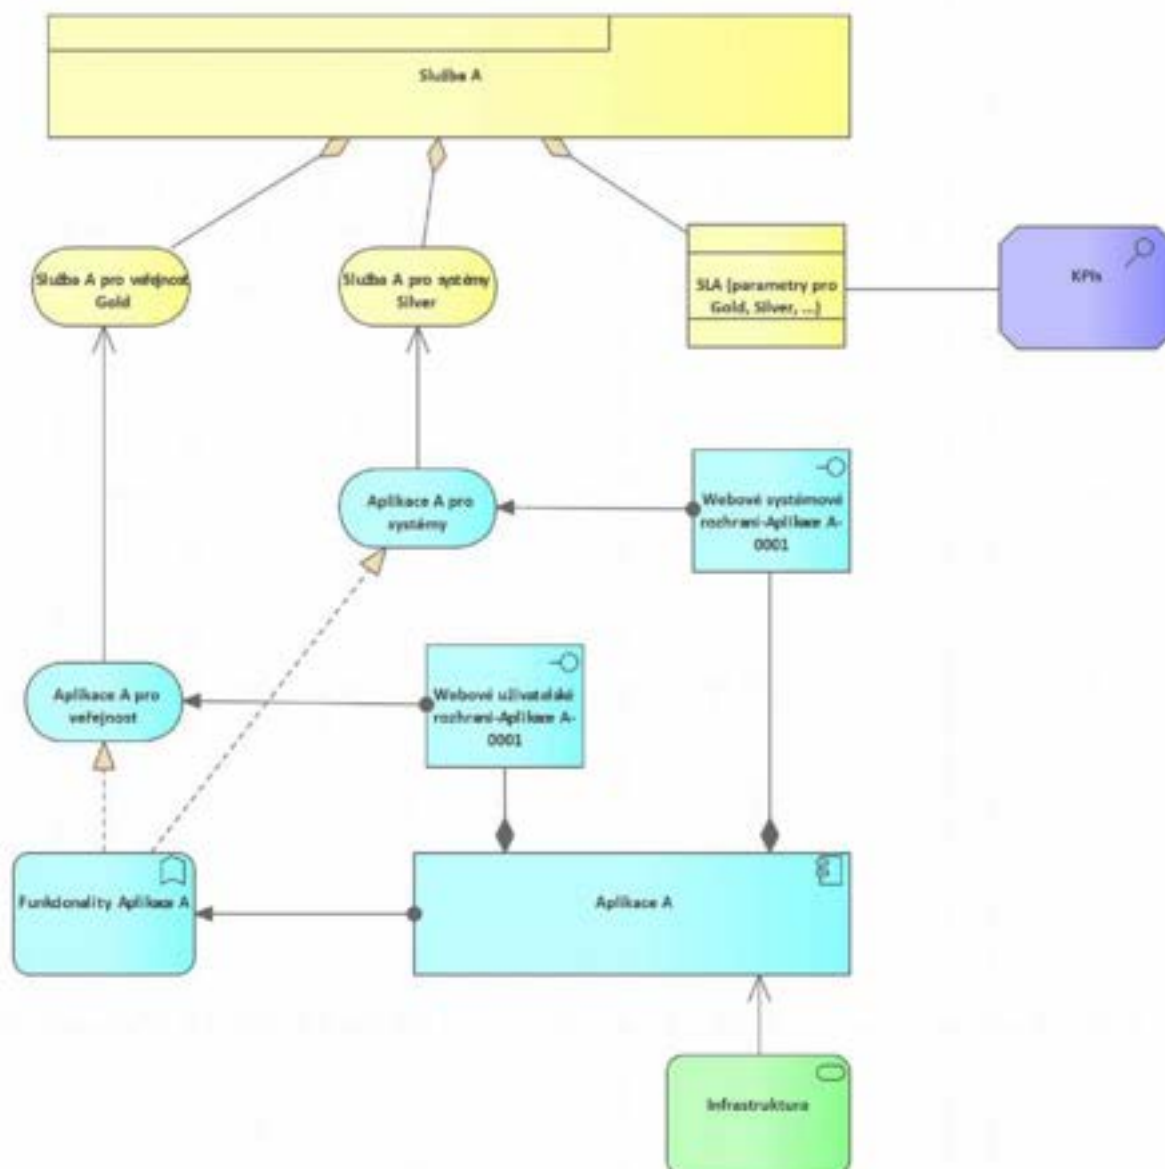 Služba A
Služba A pro veřejnost
Gold
Služba A pro systémy
Silver
SLA (parametry pro
Gold, Silver, ...)
KPIs
Aplikace A pro
systémy
Webové systémové
rozhraní-Aplikace A-
0001
Aplikace A pro
veřejnost
Webové uživatelské
rozhraní-Aplikace A-
0001
Funkcionality Aplikace A
Aplikace A
Infrastruktura